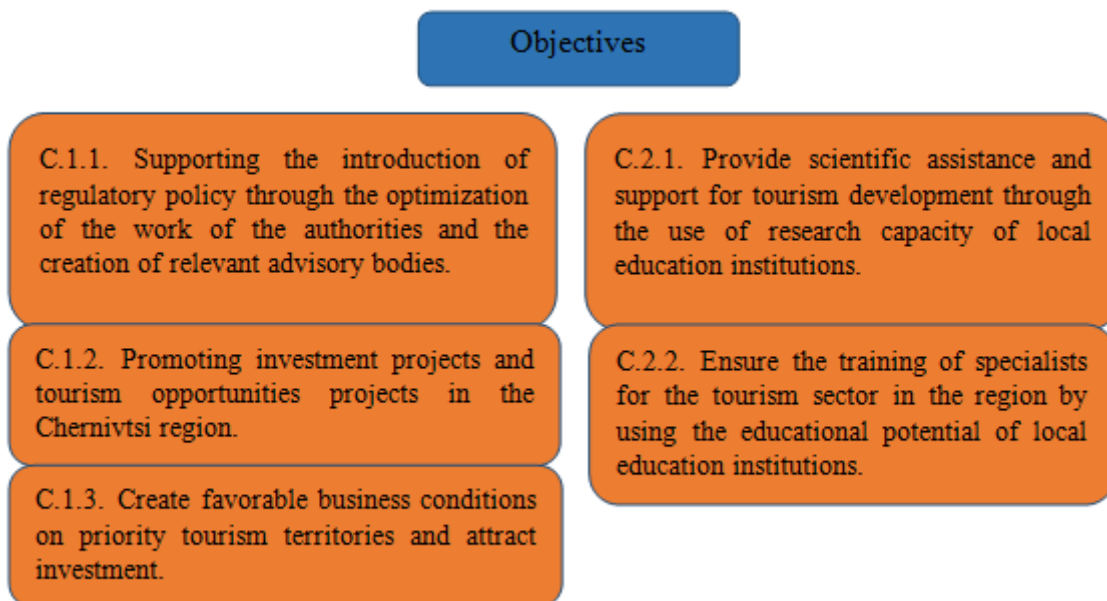 Objectives
C.1.1. Supporting the introduction of
regulatory policy through the optimization
of the work of the authorities and the
creation of relevant advisory bodies.
C.1.2. Promoting investment projects and
tourism opportunities projects in the
Chernivtsi region.
C.1.3. Create favorable business conditions
on priority tourism territories and attract
investment.
C.2.1. Provide scientific assistance and
support for tourism development through
the use of research capacity of local
education institutions.
C.2.2. Ensure the training of specialists
for the tourism sector in the region by
using the educational potential of local
education institutions.